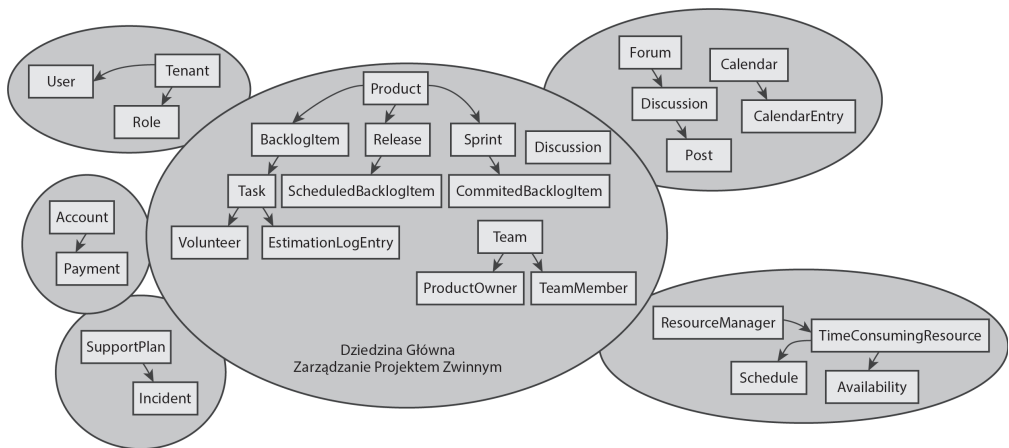 User
Tenant
Role
Product
BacklogItem
Release
Sprint
Discussion
Task
ScheduledBacklogItem
CommitedBacklogItem
Volunteer
EstimationLogEntry
Team
ProductOwner
TeamMember
Dziedzina Główna
Zarządzanie Projektem Zwinnym
Forum
Calendar
Discussion
CalendarEntry
Post
Account
Payment
SupportPlan
Incident
ResourceManager
TimeConsumingResource
Schedule
Availability